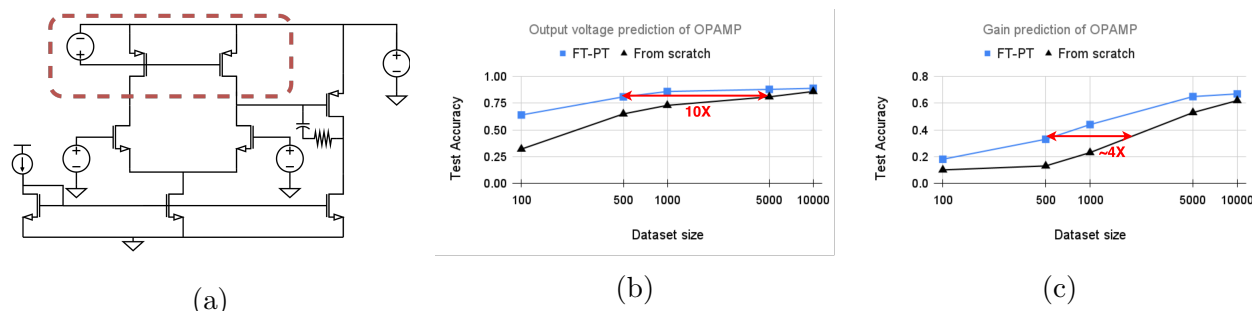 Output voltage prediction of OPAMP
FT-PT From scratch
Test Accuracy
1.00
0.75
0.50
0.25
0.00
10X
100 500 1000 5000 10000
Dataset size
Gain prediction of OPAMP
FT-PT From scratch
Test Accuracy
0.8
0.6
0.4
0.2
0.0
~4X
100 500 1000 5000 10000
Dataset size
(a)
(b)
(c)